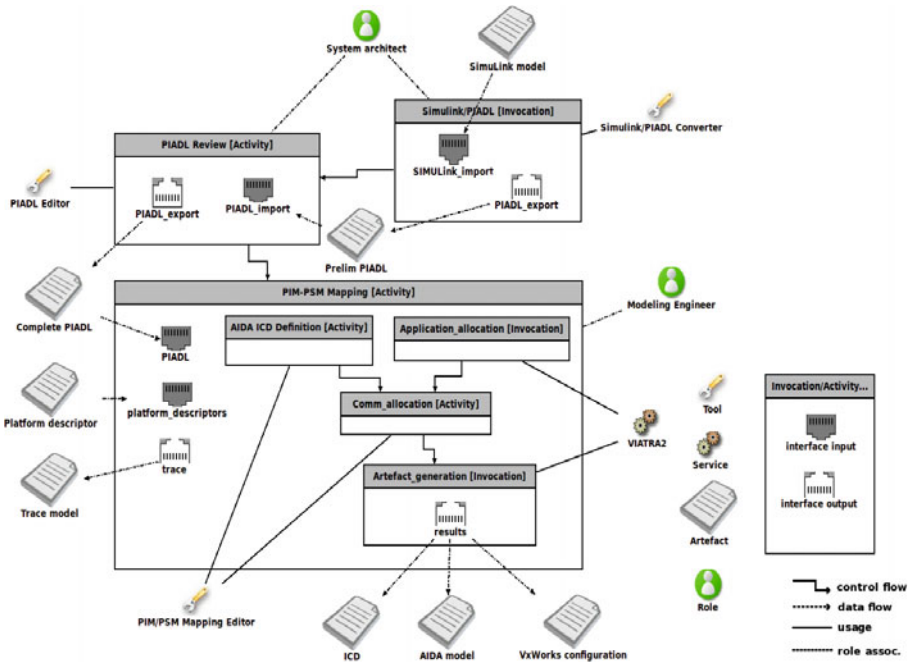 System architect
SimuLink model
Simulink/PIADL [Invocation]
SIMULink_import
PIADL_export
Simulink/PIADL Converter
PIADL Review [Activity]
PIADL Editor
PIADL_export
PIADL_import
Prelim PIADL
Complete PIADL
PIM-PSM Mapping [Activity]
Modeling Engineer
AIDA ICD Definition [Activity]
Application_allocation [Invocation]
PIADL
Platform descriptor
platform_descriptors
Comm_allocation [Activity]
trace
Trace model
Artefact_generation [Invocation]
results
VIATRA2
PIM/PSM Mapping Editor
ICD
AIDA model
VxWorks configuration
Tool
Service
Artefact
Role
Invocation/Activity...
interface input
interface output
control flow
data flow
usage
role assoc.